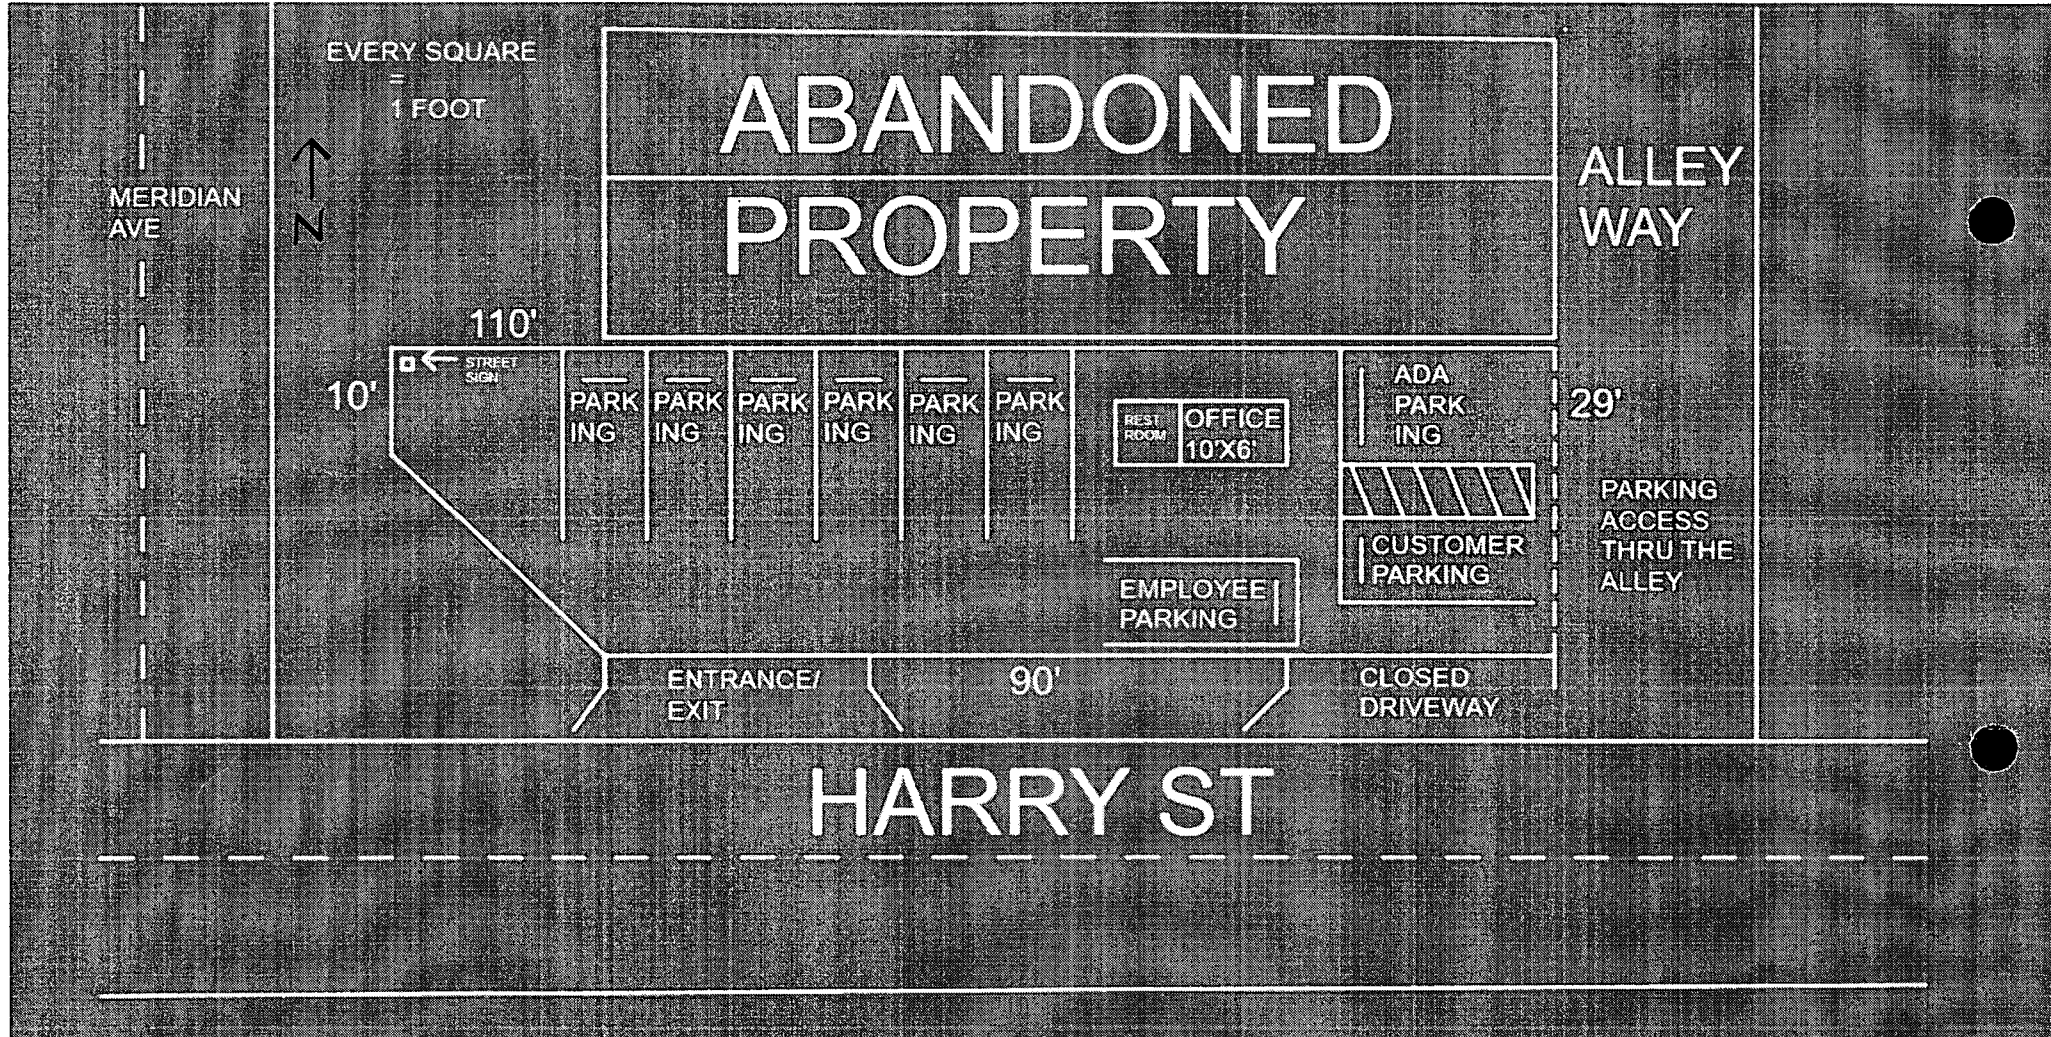 EVERY SQUARE
=
1 FOOT
ABANDONED
PROPERTY
ALLEY
WAY
MERIDIAN
AVE
N
110'
STREET
SIGN
10'
PARK
ING
PARK
ING
PARK
ING
PARK
ING
PARK
ING
PARK
ING
REST
ROOM
OFFICE
10'X6'
ADA
PARK
ING
29'
PARKING
ACCESS
THRU THE
ALLEY
CUSTOMER
PARKING
EMPLOYEE
PARKING
ENTRANCE/
EXIT
90'
CLOSED
DRIVEWAY
HARRY ST